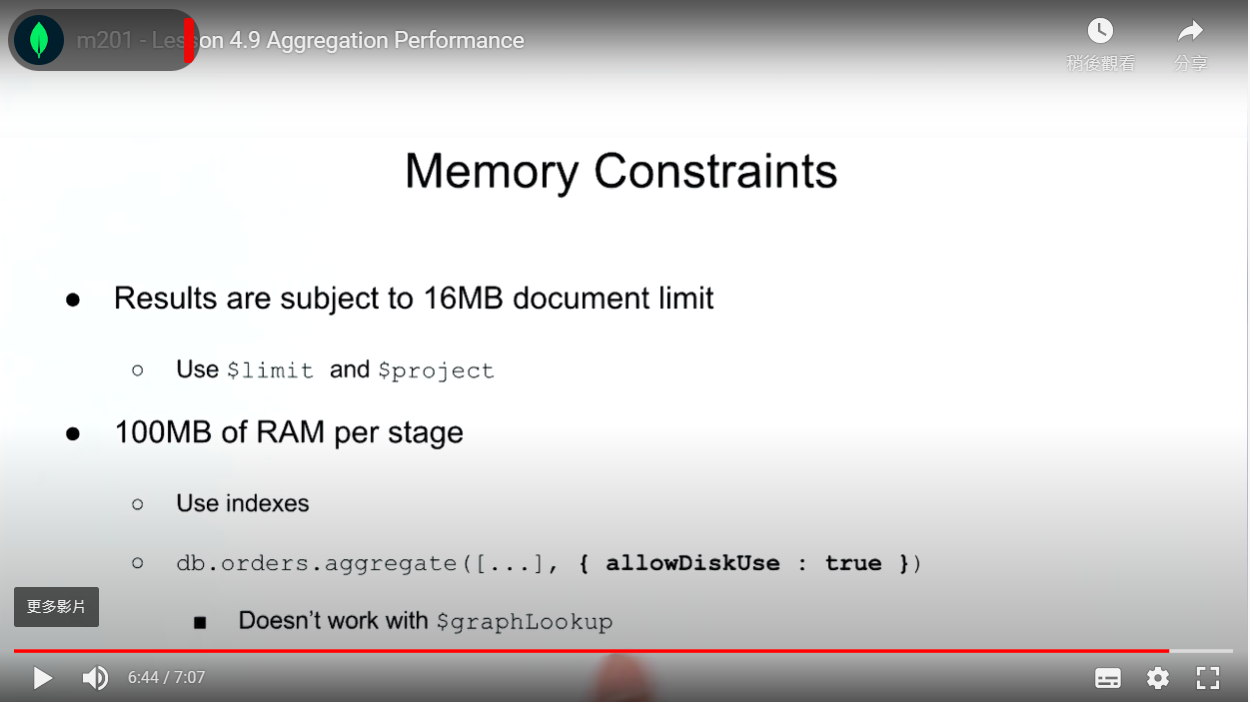 m201 - Lesson 4.9 Aggregation Performance
稍後觀看
分享
Memory Constraints
● Results are subject to 16MB document limit
○ Use $limit and $project
● 100MB of RAM per stage
○ Use indexes
○ db.orders.aggregate([...], { allowDiskUse : true })
■ Doesn't work with $graphLookup
更多影片
6:44 / 7:07